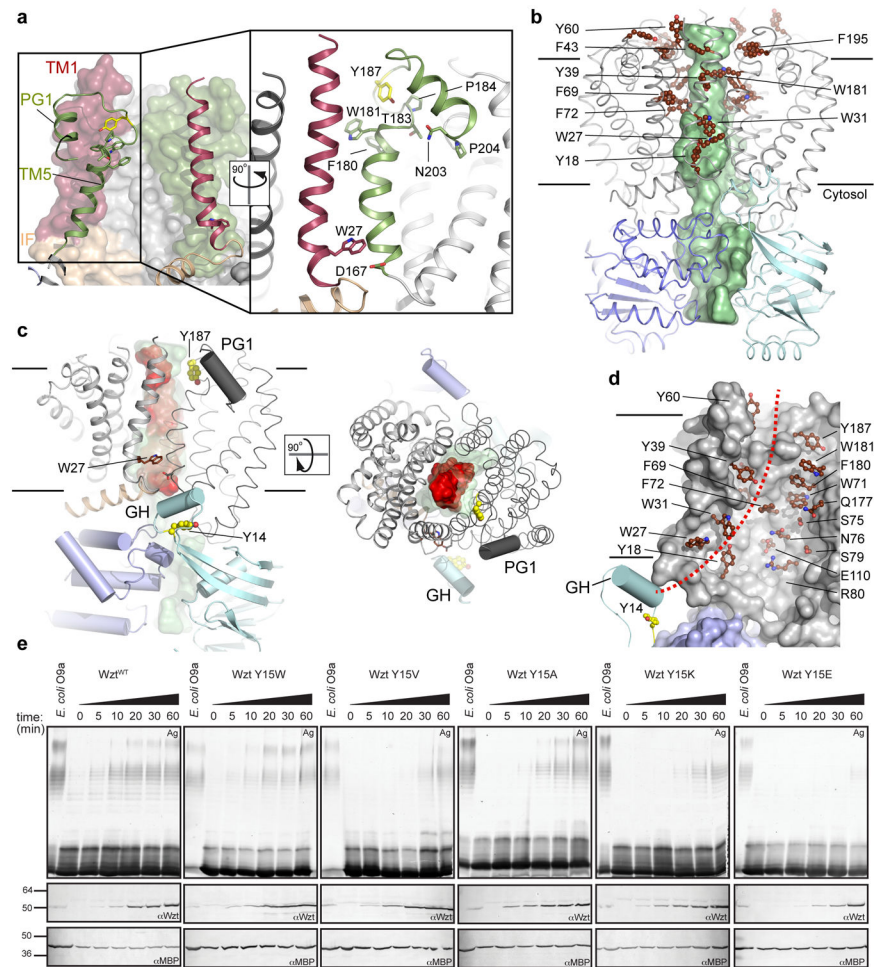 a
TM1
PG1
TM5
IF
90°
Y187
P184
W181
T183
F180
N203
P204
W27
D167
b
Y60
F43
F195
Y39
W181
F69
F72
W31
W27
Y18
Cytosol
c
Y187
PG1
W27
GH
Y14
90°
PG1
GH
d
Y60
Y187
Y39
W181
F69
F180
F72
W71
W31
Q177
S75
W27
N76
Y18
S79
GH
E110
R80
Y14
e
E. coli O9a WztWT E. coli O9a Wzt Y15W E. coli O9a Wzt Y15V E. coli O9a Wzt Y15A E. coli O9a Wzt Y15K E. coli O9a Wzt Y15E
time: (min) 0 5 10 20 30 60 0 5 10 20 30 60 0 5 10 20 30 60 0 5 10 20 30 60 0 5 10 20 30 60 0 5 10 20 30 60
Ag Ag Ag Ag Ag Ag
64
50
αWzt αWzt αWzt αWzt αWzt αWzt
50
36
αMBP αMBP αMBP αMBP αMBP αMBP